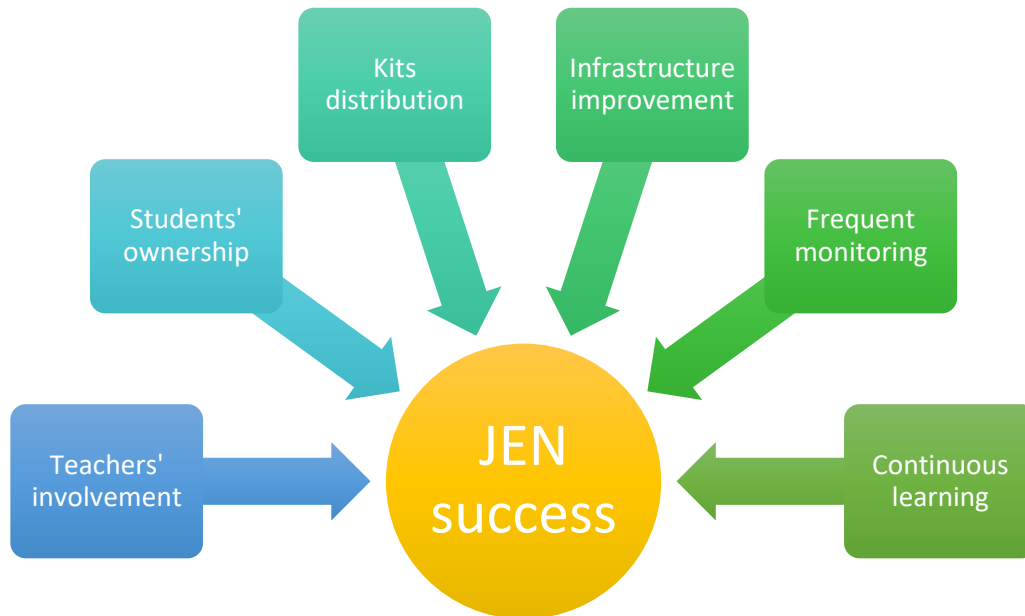 Kits
distribution
Infrastructure
improvement
Students'
ownership
Frequent
monitoring
Teachers'
involvement
JEN
success
Continuous
learning